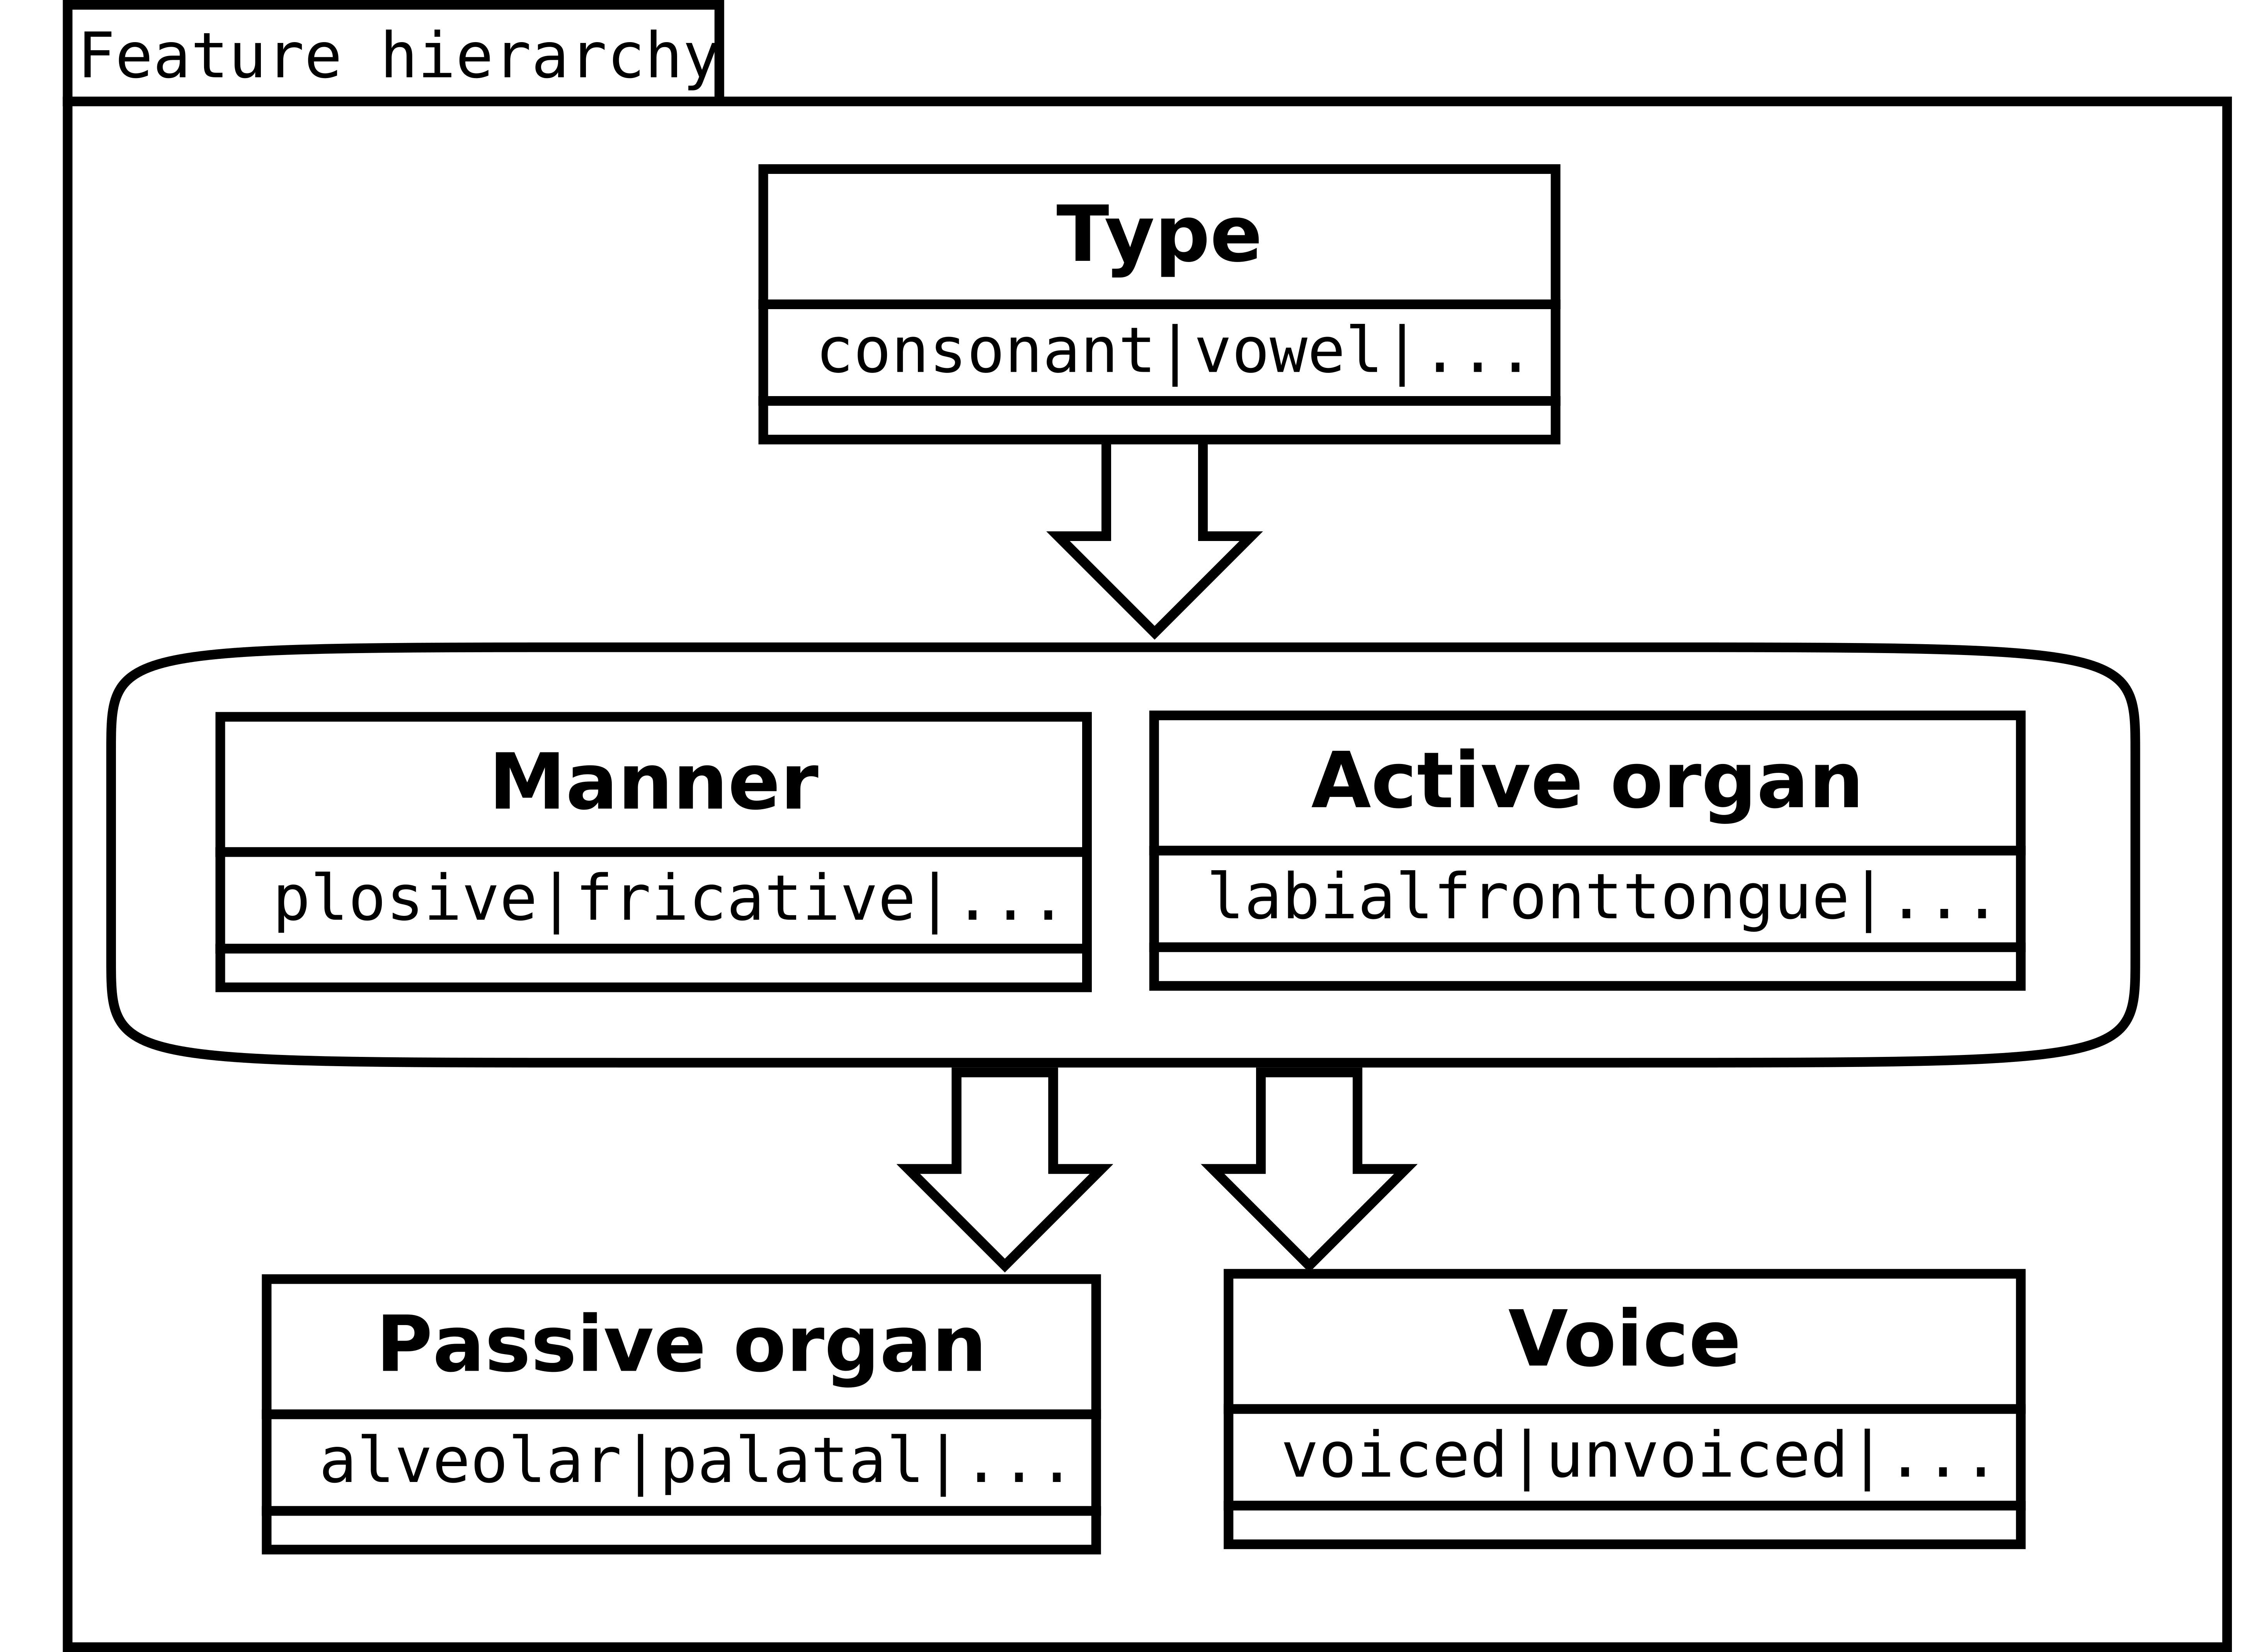 Feature hierarchy
Type
consonant|vowel|...
Manner
plosive|fricative|...
Active organ
labialfronttongue|...
Passive organ
alveolar|palatal|...
Voice
voiced|unvoiced|...